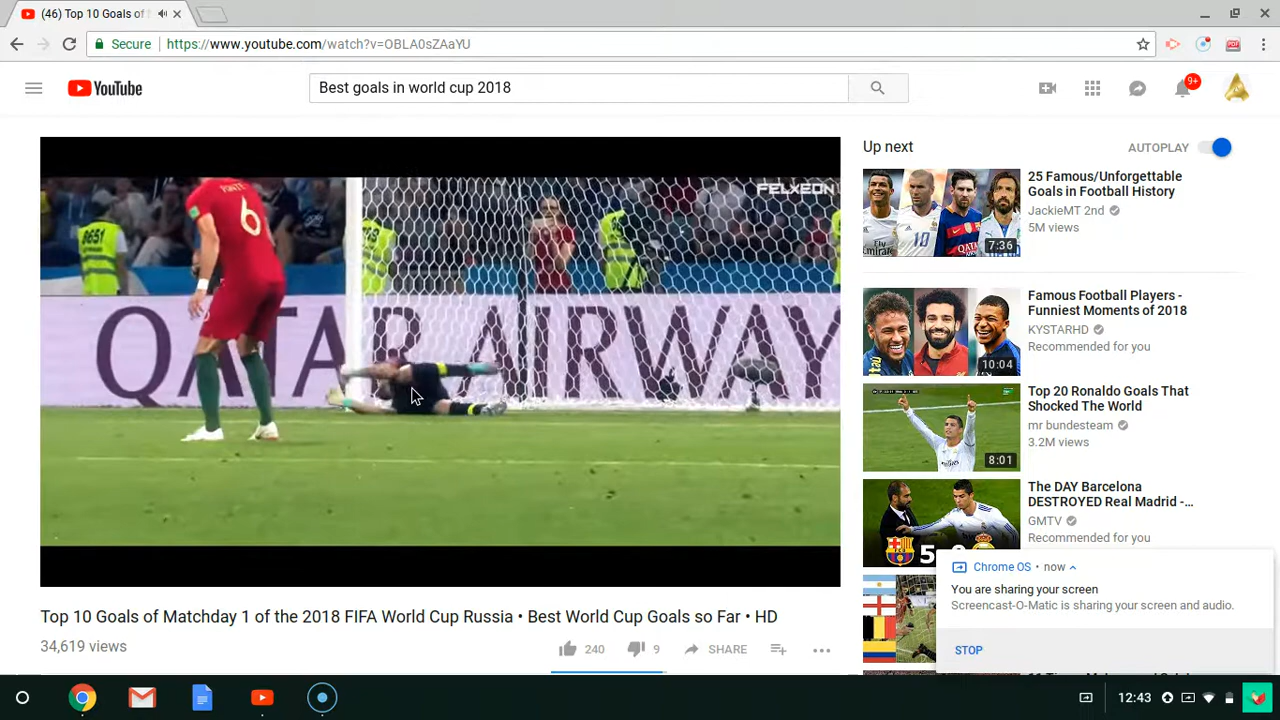 (46) Top 10 Goals of
Secure
https://www.youtube.com/watch?v=OBLA0sZAaYU
YouTube
Best goals in world cup 2018
9+
FELXEON
8651
6
QATAR AIRWAY
Up next
AUTOPLAY
25 Famous/Unforgettable
Goals in Football History
JackieMT 2nd
5M views
7:36
Famous Football Players -
Funniest Moments of 2018
KYSTARHD
Recommended for you
10:04
Top 20 Ronaldo Goals That
Shocked The World
mr bundesteam
3.2M views
8:01
The DAY Barcelona
DESTROYED Real Madrid -...
GMTV
Recommended for you
5
Chrome OS • now
You are sharing your screen
Screencast-O-Matic is sharing your screen and audio.
STOP
Top 10 Goals of Matchday 1 of the 2018 FIFA World Cup Russia • Best World Cup Goals so Far • HD
34,619 views
240
9
SHARE
12:43